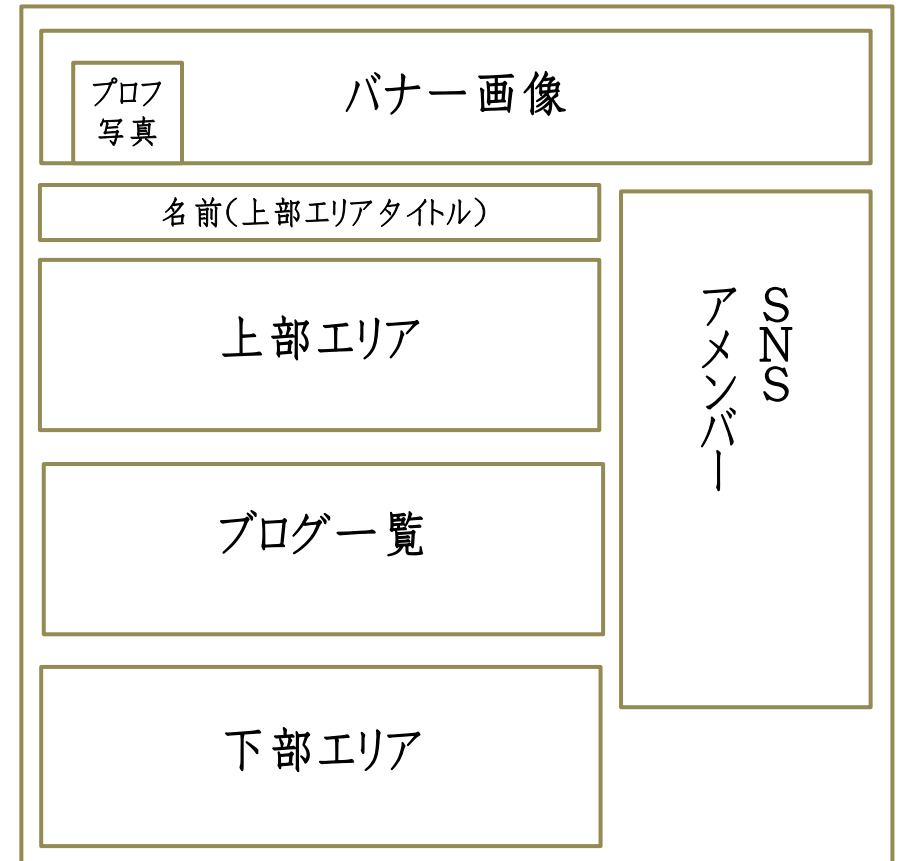 プロフ
写真
バナー画像
名前(上部エリアタイトル)
上部エリア
SNS
アメンバー
ブログ一覧
下部エリア